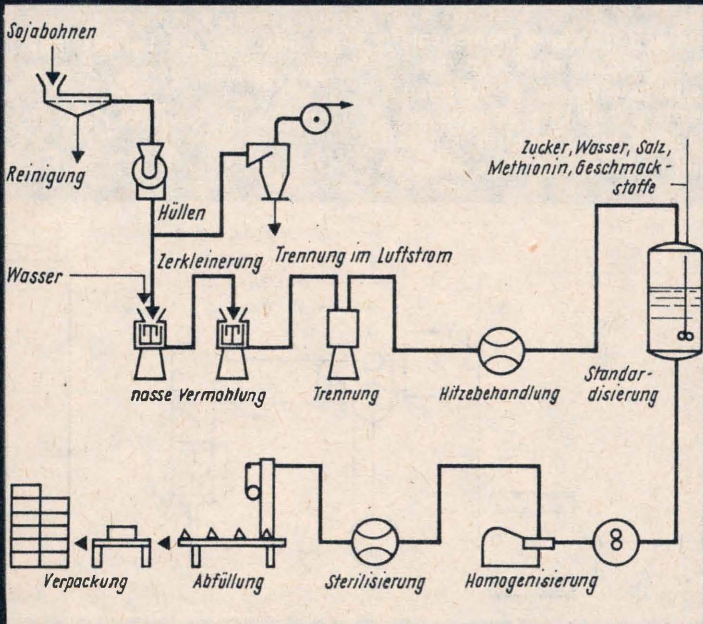 Sojabohnen
Reinigung
Hüllen
Zucker, Wasser, Salz,
Methionin, Geschmack-
stoffe
Wasser
Zerkleinerung
Trennung im Luftstrom
nasse Vermahlung
Trennung
Hitzebehandlung
Standar-
disierung
Verpackung
Abfüllung
Sterilisierung
Homogenisierung